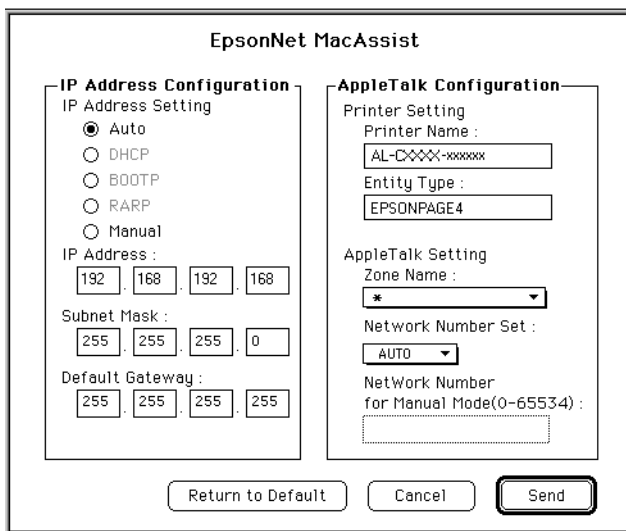 EpsonNet MacAssist
IP Address Configuration
IP Address Setting
Auto
DHCP
BOOTP
RARP
Manual
IP Address :
192 . 168 . 192 . 168
Subnet Mask :
255 . 255 . 255 . 0
Default Gateway :
255 . 255 . 255 . 255
AppleTalk Configuration
Printer Setting
Printer Name :
AL-CXXXX-xxxxxx
Entity Type :
EPSONPAGE4
AppleTalk Setting
Zone Name :
*
Network Number Set :
AUTO
NetWork Number
for Manual Mode(0-65534) :
Return to Default
Cancel
Send